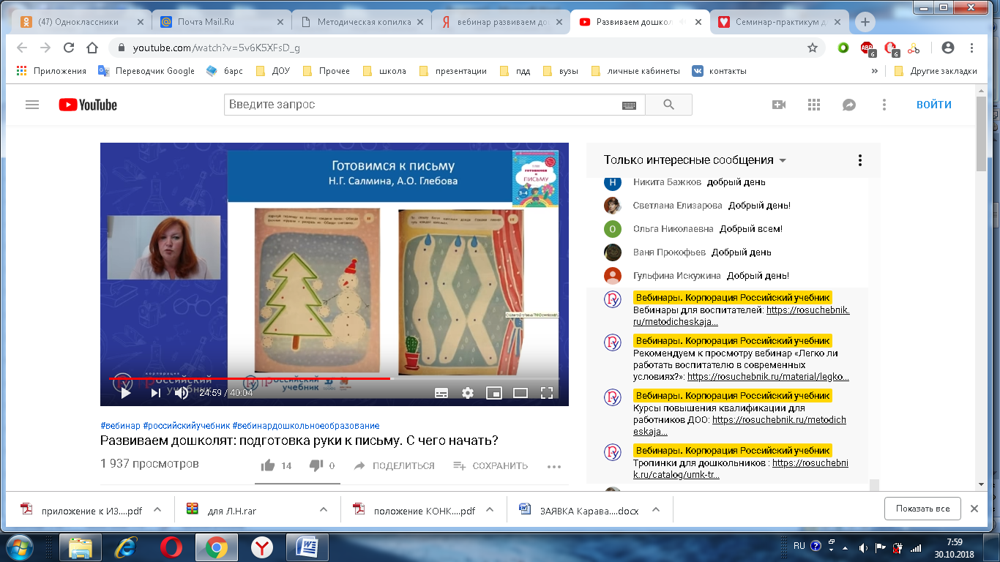 (47) Одноклассники
Почта Mail.Ru
Методическая копилка
вебинар развиваем до
Развиваем дошкол
Семинар-практикум д
youtube.com/watch?v=5v6K5XFsD_g
ABP
6
6
Приложения
Переводчик Google
барс
ДОУ
Прочее
школа
презентации
пдд
вузы
личные кабинеты
контакты
»
Другие закладки
YouTube
Введите запрос
ВОЙТИ
Готовимся к письму
Н.Г. Салмина, А.О. Глебова
ГОТОВИМСЯ
К ПИСЬМУ
3-4
корпорация
российский
учебник
Российский
учебник
24:59 / 40:04
#вебинар #российскийучебник #вебинардошкольноеобразование
Развиваем дошколят: подготовка руки к письму. С чего начать?
1 937 просмотров
14
0
ПОДЕЛИТЬСЯ
СОХРАНИТЬ
Только интересные сообщения
Н
Никита Бажков добрый день
Светлана Елизарова Добрый день!
О
Ольга Николаевна Добрый всем!
Ваня Прокофьев Добрый день
Гульфина Искужина Добрый день!
Вебинары. Корпорация Российский учебник
Вебинары для воспитателей: https://rosuchebnik.
ru/metodicheskaja...
Вебинары. Корпорация Российский учебник
Рекомендуем к просмотру вебинар «Легко ли
работать воспитателю в современных
условиях?»: https://rosuchebnik.ru/material/legko...
Вебинары. Корпорация Российский учебник
Курсы повышения квалификации для
работников ДОО: https://rosuchebnik.ru/metodich
eskaja...
Вебинары. Корпорация Российский учебник
Тропинки для дошкольников : https://rosuchebni
k.ru/catalog/umk-tr...
приложение к ИЗ....pdf
для Л.Н.rar
положение КОНК....pdf
ЗАЯВКА Карава....docx
Показать все
RU
7:59
30.10.2018